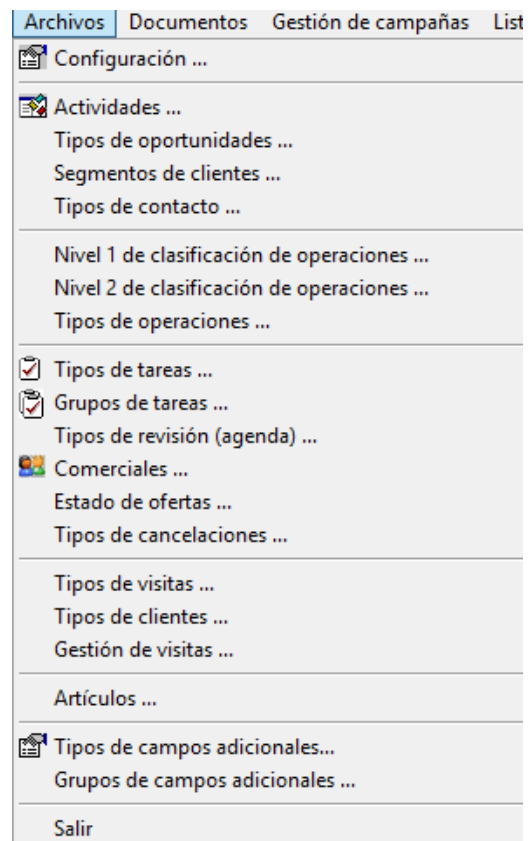 Archivos Documentos Gestión de campañas List
Configuración ...
Actividades ...
Tipos de oportunidades ...
Segmentos de clientes ...
Tipos de contacto ...
Nivel 1 de clasificación de operaciones ...
Nivel 2 de clasificación de operaciones ...
Tipos de operaciones ...
Tipos de tareas ...
Grupos de tareas ...
Tipos de revisión (agenda) ...
Comerciales ...
Estado de ofertas ...
Tipos de cancelaciones ...
Tipos de visitas ...
Tipos de clientes ...
Gestión de visitas ...
Artículos ...
Tipos de campos adicionales...
Grupos de campos adicionales ...
Salir